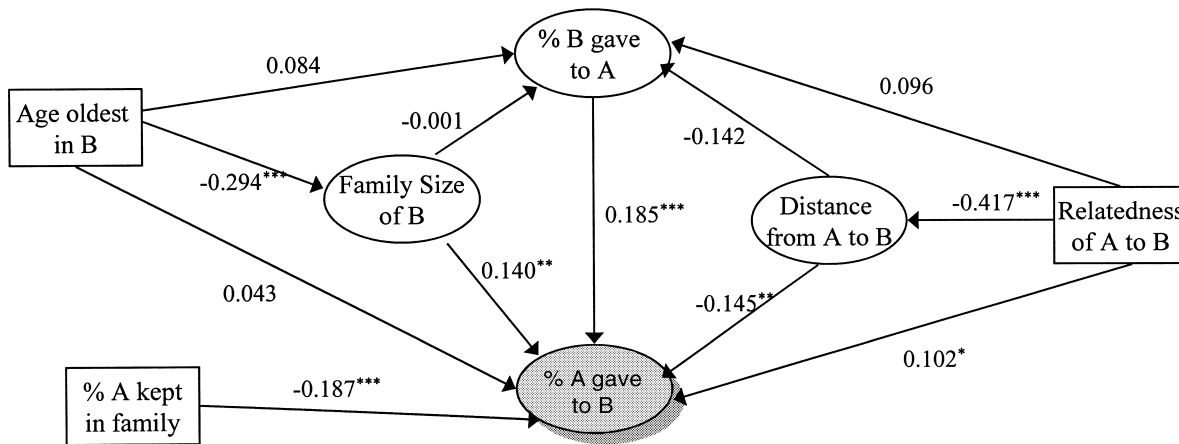 % B gave
to A
0.084
0.096
Age oldest
in B
-0.001
-0.142
-0.294***
Family Size
of B
0.185***
Distance
from A to B
-0.417***
Relatedness
of A to B
0.140**
0.043
-0.145**
0.102*
% A kept
in family
-0.187***
% A gave
to B